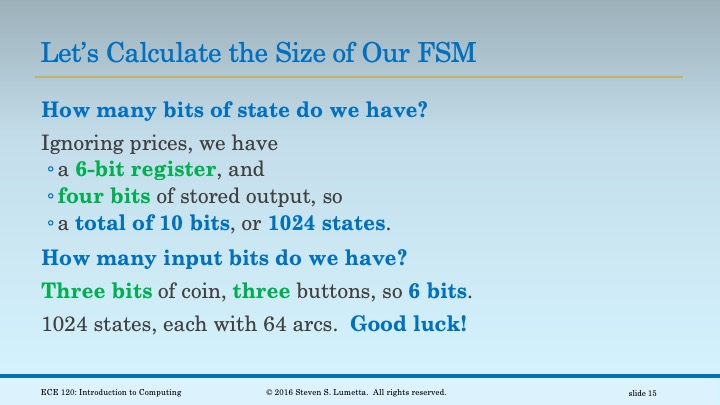 Let's Calculate the Size of Our FSM
How many bits of state do we have?
Ignoring prices, we have
◦a 6-bit register, and
◦four bits of stored output, so
◦a total of 10 bits, or 1024 states.
How many input bits do we have?
Three bits of coin, three buttons, so 6 bits.
1024 states, each with 64 arcs.  Good luck!
ECE 120: Introduction to Computing
© 2016 Steven S. Lumetta.  All rights reserved.
slide 15